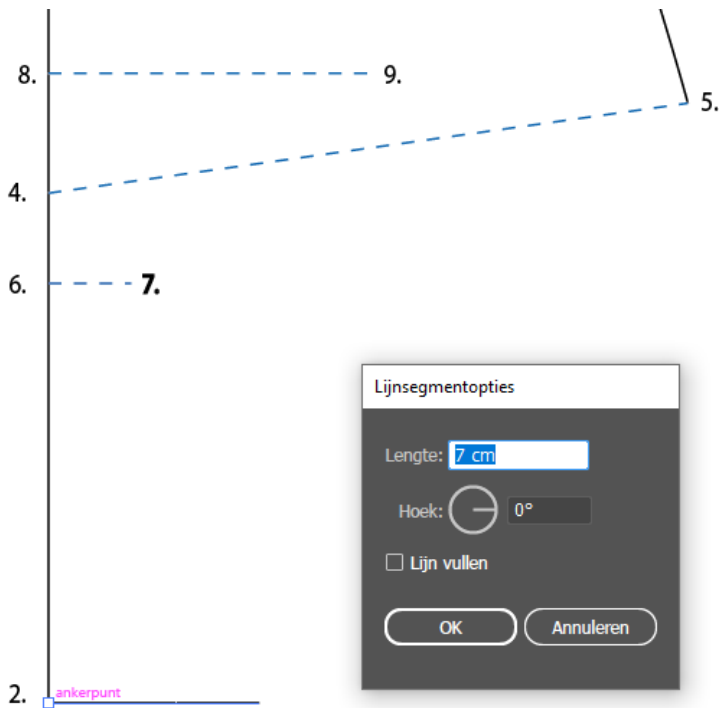 8.
9.
5.
4.
6.
7.
Lijnsegmentopties
Lengte: 7 cm
Hoek: 0°
Lijn vullen
OK Annuleren
2. ankerpunt